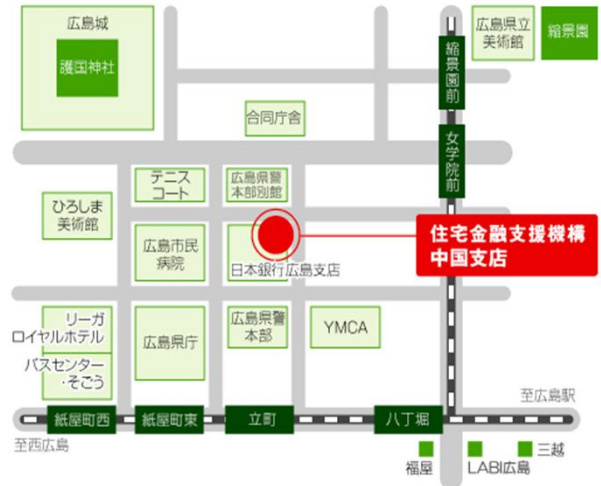 広島城
護国神社
広島県立
美術館
縮景園
縮景園前
合同庁舎
女学院前
テニス
コート
広島県警
本部別館
ひろしま
美術館
広島市民
病院
日本銀行広島支店
住宅金融支援機構
中国支店
リーガ
ロイヤルホテル
バスセンター
・そごう
広島県庁
広島県警
本部
YMCA
至広島駅
紙屋町西
紙屋町東
立町
八丁堀
至西広島
福屋
LABI広島
三越